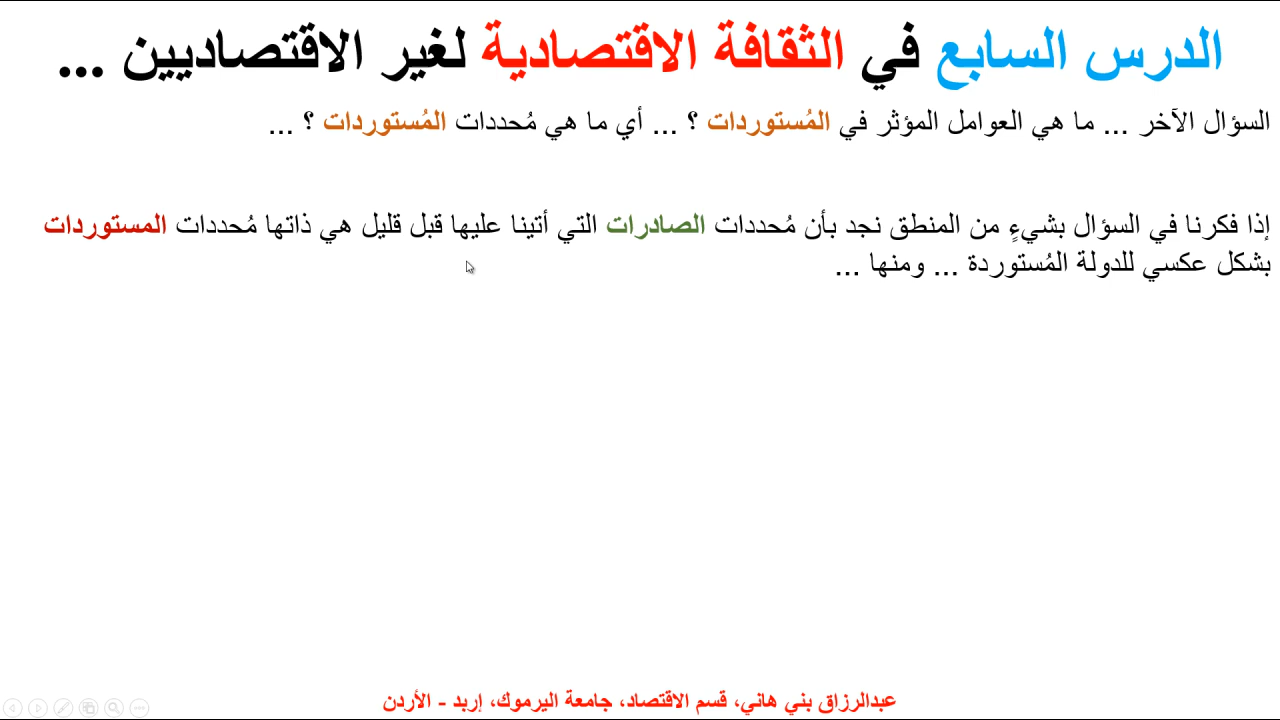 الدرس السابع في الثقافة الاقتصادية لغير الاقتصاديين ...
السؤال الآخر ... ما هي العوامل المؤثر في المُستوردات ؟ ... أي ما هي مُحددات المُستوردات ؟ ...
إذا فكرنا في السؤال بشيءٍ من المنطق نجد بأن مُحددات الصادرات التي أتينا عليها قبل قليل هي ذاتها مُحددات المستوردات
بشكل عكسي للدولة المُستوردة ... ومنها ...
عبدالرزاق بني هاني، قسم الاقتصاد، جامعة اليرموك، إربد - الأردن